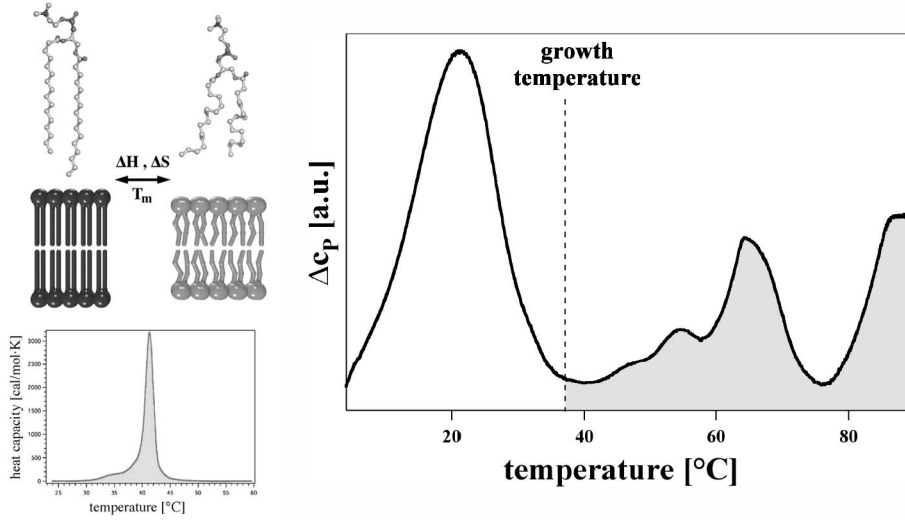 ΔH , ΔS
Tm
heat capacity [cal/mol·K]
3000
2500
2000
1500
1000
500
0
25 30 35 40 45 50 55 60
temperature [°C]
growth
temperature
ΔcP [a.u.]
20 40 60 80
temperature [°C]